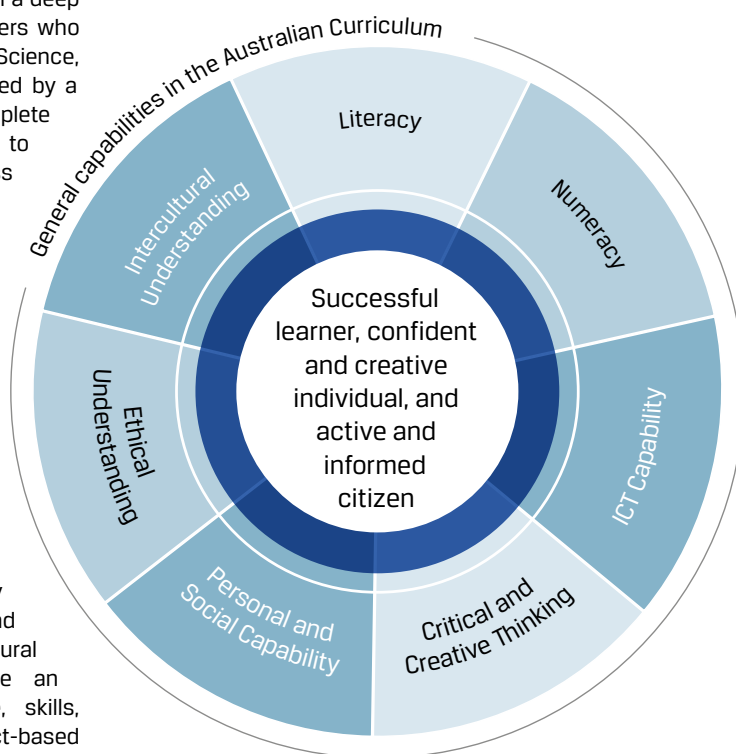 a deep
ers who
Science,
ed by a
plete
to
ss
General capabilities in the Australian Curriculum
Literacy
Numeracy
ICT Capability
Critical and
Creative Thinking
Personal and
Social Capability
Ethical
Understanding
Intercultural
Understanding
Successful
learner, confident
and creative
individual, and
active and
informed
citizen
nd
ural
e an
, skills,
ct-based